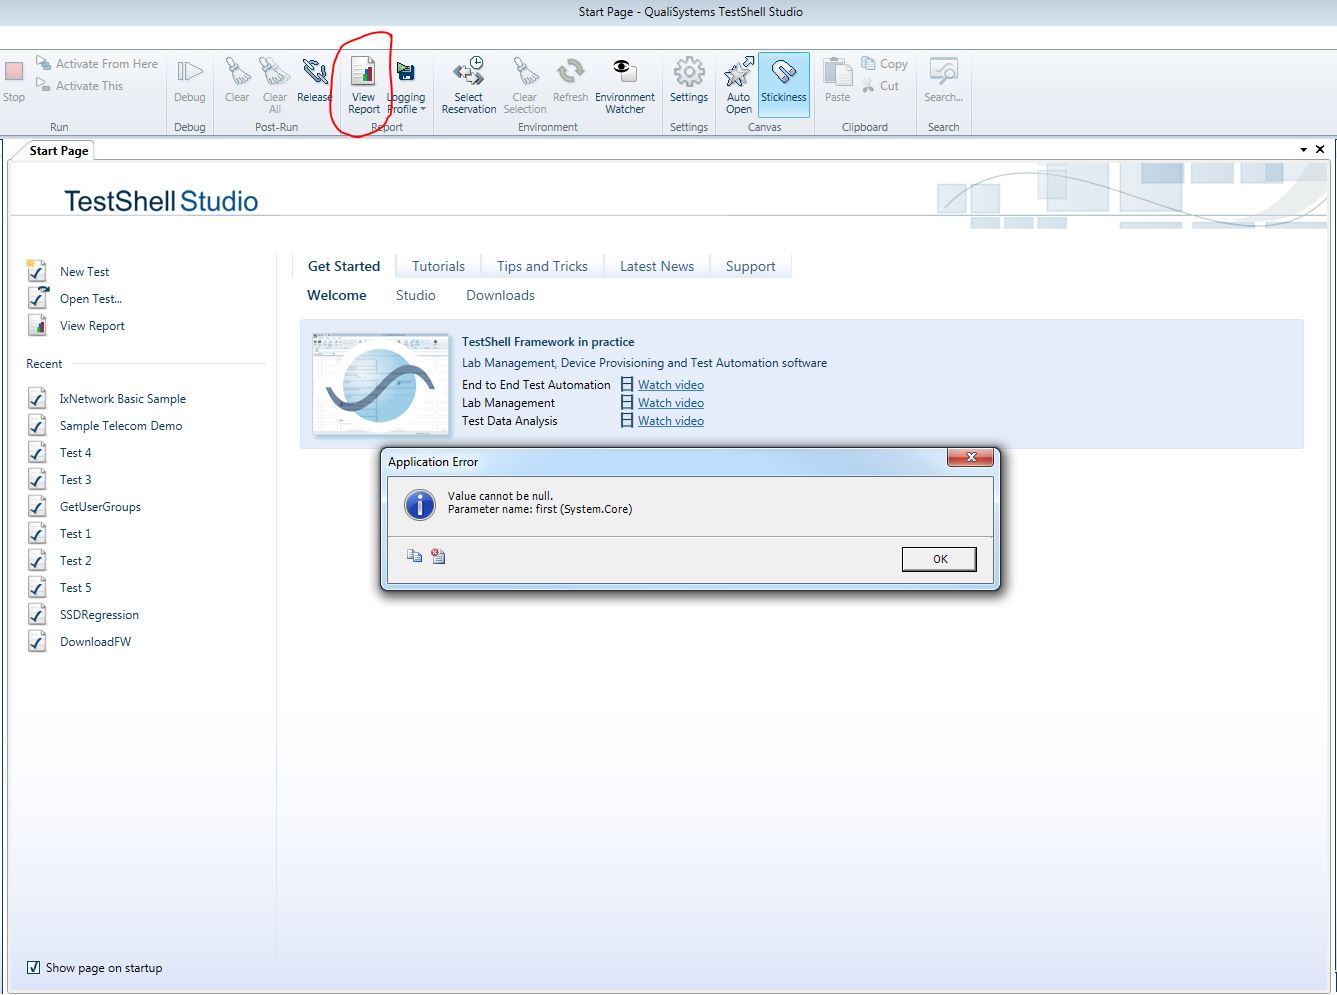 Start Page - QualiSystems TestShell Studio
Stop
Activate From Here
Activate This
Run
Debug
Debug
Clear
Clear All
Release
Post-Run
View Report
Logging Profile
Report
Select Reservation
Clear Selection
Refresh
Environment Watcher
Environment
Settings
Settings
Auto Open
Stickiness
Canvas
Paste
Copy
Cut
Clipboard
Search...
Search
Start Page
TestShell Studio
New Test
Open Test...
View Report
Recent
IxNetwork Basic Sample
Sample Telecom Demo
Test 4
Test 3
GetUserGroups
Test 1
Test 2
Test 5
SSDRegression
DownloadFW
Show page on startup
Get Started
Tutorials
Tips and Tricks
Latest News
Support
Welcome
Studio
Downloads
TestShell Framework in practice
Lab Management, Device Provisioning and Test Automation software
End to End Test Automation Watch video
Lab Management Watch video
Test Data Analysis Watch video
Application Error
Value cannot be null.
Parameter name: first (System.Core)
OK